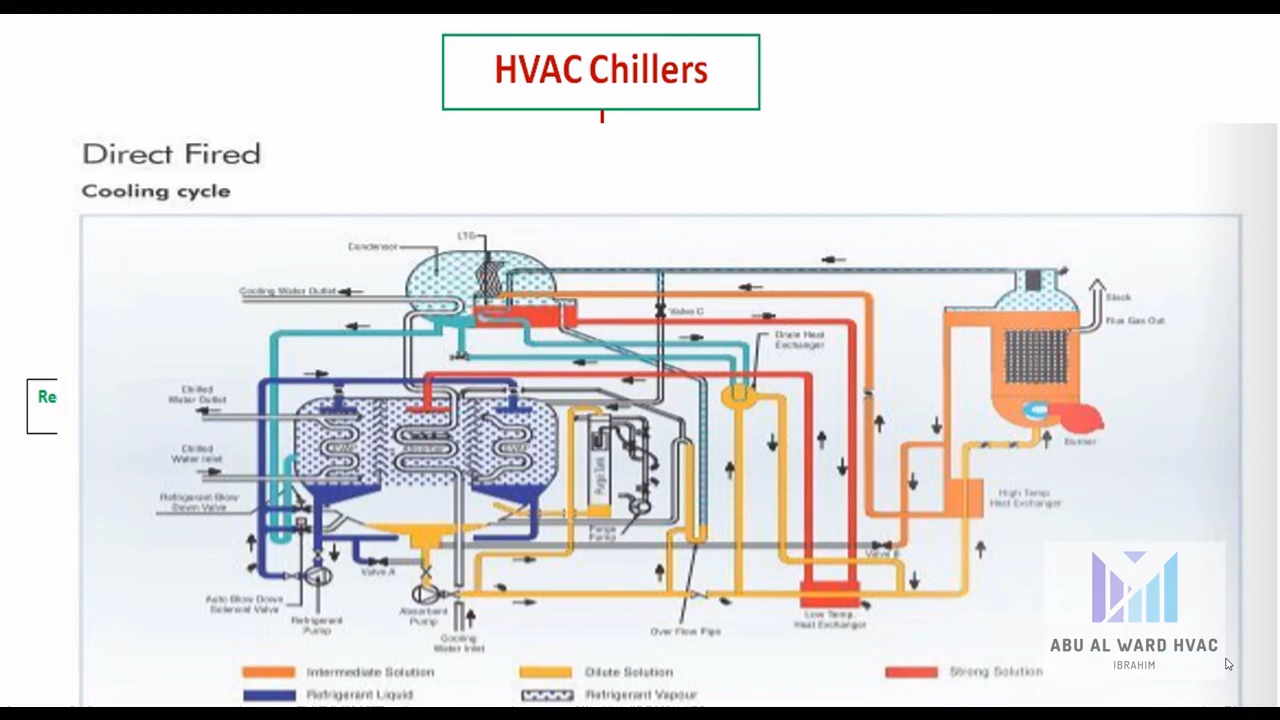 HVAC Chillers
Direct Fired
Cooling cycle
LTG
Condensor
Cooling Water Outlet
Stack
Flue Gas Out
Valve C
Drain Heat
Exchanger
Chilled
Water Outlet
Re
Burner
Chilled
Water Inlet
Purge Tank
High Temp.
Heat Exchanger
Refrigerant Blow
Down Valve
Purge
Pump
Valve B
Valve A
Auto Blow Down
Solenoid Valve
Absorbent
Pump
Low Temp.
Heat Exchanger
Refrigerant
Pump
Over Flow Pipe
Cooling
Water Inlet
ABU AL WARD HVAC
IBRAHIM
Intermediate Solution
Dilute Solution
Strong Solution
Refrigerant Liquid
Refrigerant Vapour